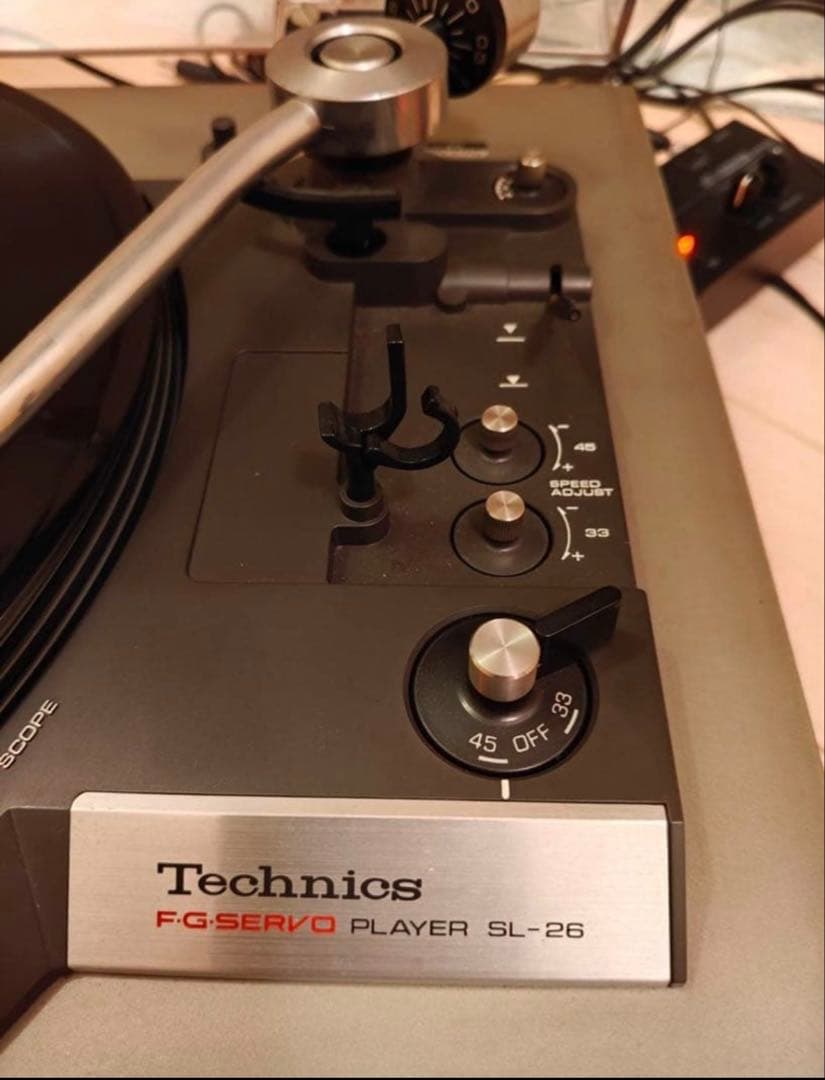 45
SPEED
ADJUST
33
45 OFF 33
SCOPE
Technics
F·G·SERVO PLAYER SL-26